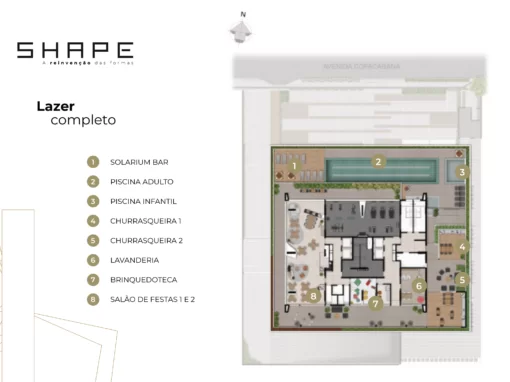 N
SHAPE
A reinvenção das formas
AVENIDA COPACABANA
Lazer
completo
1 SOLARIUM BAR
2 PISCINA ADULTO
3 PISCINA INFANTIL
4 CHURRASQUEIRA 1
5 CHURRASQUEIRA 2
6 LAVANDERIA
7 BRINQUEDOTECA
8 SALÃO DE FESTAS 1 E 2
1
2
3
4
5
6
7
8